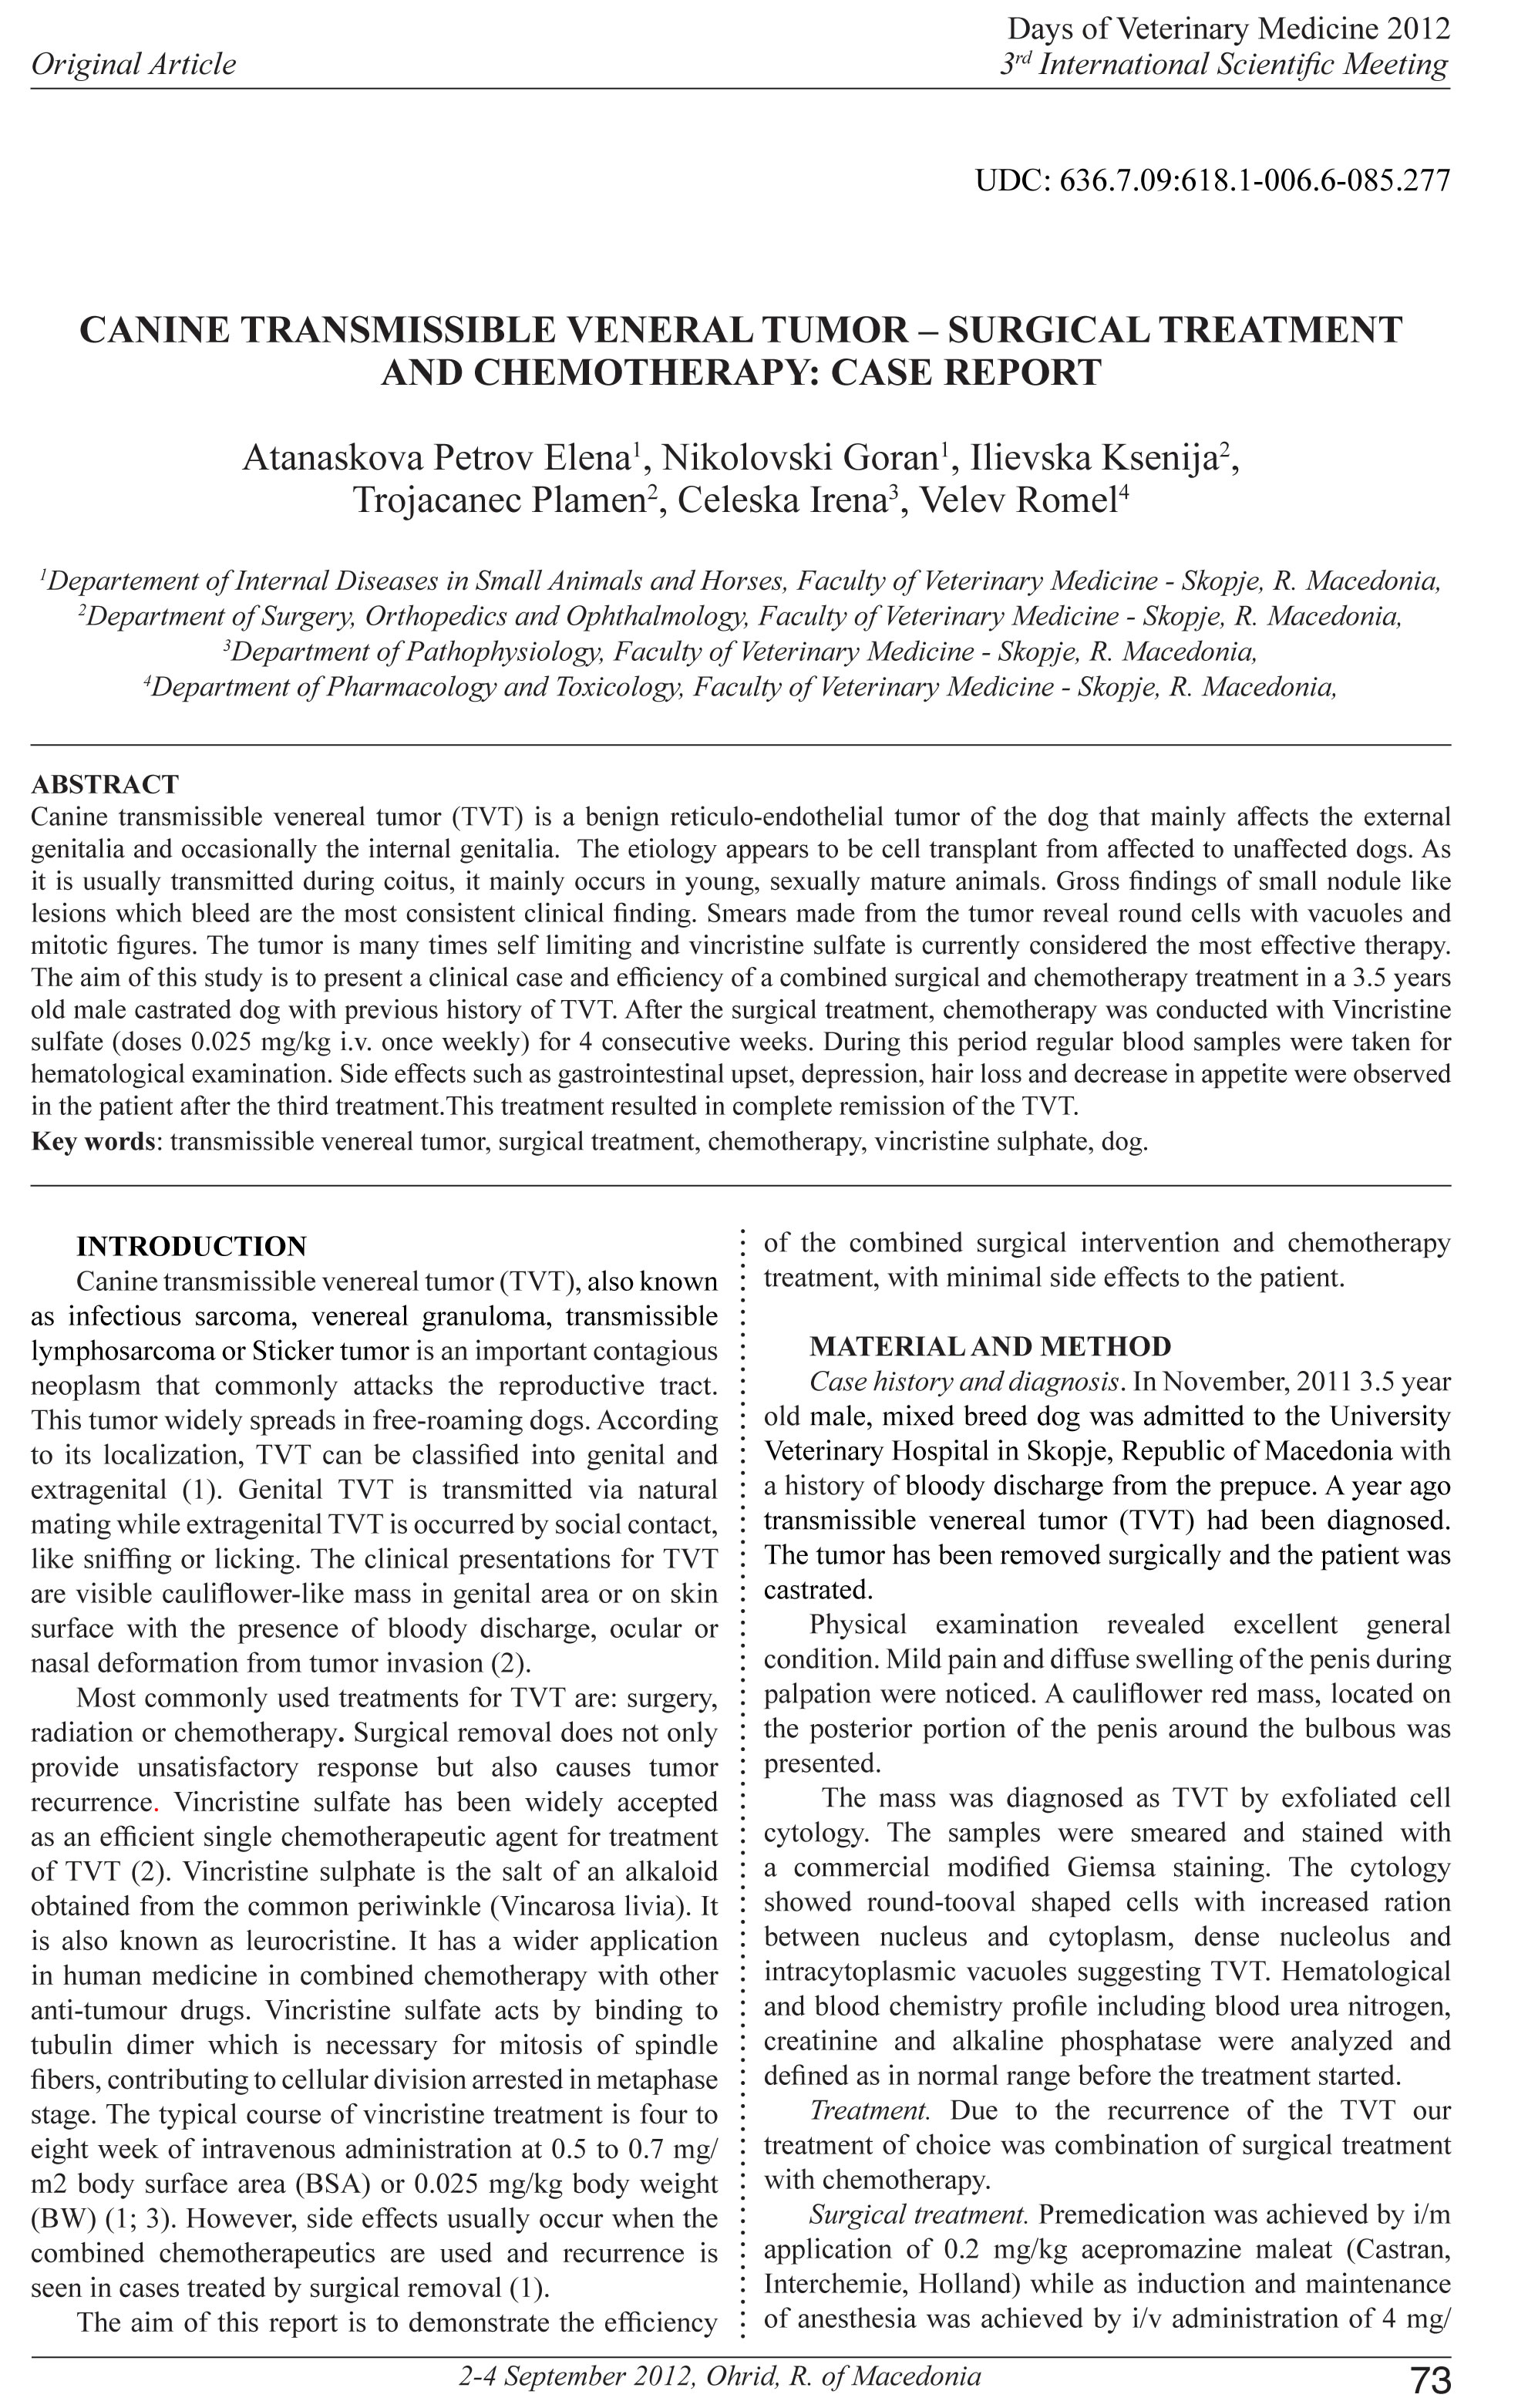 Days of Veterinary Medicine 2012
Original Article
3rd International Scientific Meeting
UDC: 636.7.09:618.1-006.6-085.277
CANINE TRANSMISSIBLE VENERAL TUMOR – SURGICAL TREATMENT
AND CHEMOTHERAPY: CASE REPORT
Atanaskova Petrov Elena1, Nikolovski Goran1, Ilievska Ksenija2,
Trojacanec Plamen2, Celeska Irena3, Velev Romel4
1Departement of Internal Diseases in Small Animals and Horses, Faculty of Veterinary Medicine - Skopje, R. Macedonia,
2Department of Surgery, Orthopedics and Ophthalmology, Faculty of Veterinary Medicine - Skopje, R. Macedonia,
3Department of Pathophysiology, Faculty of Veterinary Medicine - Skopje, R. Macedonia,
4Department of Pharmacology and Toxicology, Faculty of Veterinary Medicine - Skopje, R. Macedonia,
ABSTRACT
Canine transmissible venereal tumor (TVT) is a benign reticulo-endothelial tumor of the dog that mainly affects the external
genitalia and occasionally the internal genitalia. The etiology appears to be cell transplant from affected to unaffected dogs. As
it is usually transmitted during coitus, it mainly occurs in young, sexually mature animals. Gross findings of small nodule like
lesions which bleed are the most consistent clinical finding. Smears made from the tumor reveal round cells with vacuoles and
mitotic figures. The tumor is many times self limiting and vincristine sulfate is currently considered the most effective therapy.
The aim of this study is to present a clinical case and efficiency of a combined surgical and chemotherapy treatment in a 3.5 years
old male castrated dog with previous history of TVT. After the surgical treatment, chemotherapy was conducted with Vincristine
sulfate (doses 0.025 mg/kg i.v. once weekly) for 4 consecutive weeks. During this period regular blood samples were taken for
hematological examination. Side effects such as gastrointestinal upset, depression, hair loss and decrease in appetite were observed
in the patient after the third treatment.This treatment resulted in complete remission of the TVT.
Key words: transmissible venereal tumor, surgical treatment, chemotherapy, vincristine sulphate, dog.
INTRODUCTION
Canine transmissible venereal tumor (TVT), also known
as infectious sarcoma, venereal granuloma, transmissible
lymphosarcoma or Sticker tumor is an important contagious
neoplasm that commonly attacks the reproductive tract.
This tumor widely spreads in free-roaming dogs. According
to its localization, TVT can be classified into genital and
extragenital (1). Genital TVT is transmitted via natural
mating while extragenital TVT is occurred by social contact,
like sniffing or licking. The clinical presentations for TVT
are visible cauliflower-like mass in genital area or on skin
surface with the presence of bloody discharge, ocular or
nasal deformation from tumor invasion (2).
Most commonly used treatments for TVT are: surgery,
radiation or chemotherapy. Surgical removal does not only
provide unsatisfactory response but also causes tumor
recurrence. Vincristine sulfate has been widely accepted
as an efficient single chemotherapeutic agent for treatment
of TVT (2). Vincristine sulphate is the salt of an alkaloid
obtained from the common periwinkle (Vincarosa livia). It
is also known as leurocristine. It has a wider application
in human medicine in combined chemotherapy with other
anti-tumour drugs. Vincristine sulfate acts by binding to
tubulin dimer which is necessary for mitosis of spindle
fibers, contributing to cellular division arrested in metaphase
stage. The typical course of vincristine treatment is four to
eight week of intravenous administration at 0.5 to 0.7 mg/
m2 body surface area (BSA) or 0.025 mg/kg body weight
(BW) (1; 3). However, side effects usually occur when the
combined chemotherapeutics are used and recurrence is
seen in cases treated by surgical removal (1).
The aim of this report is to demonstrate the efficiency
of the combined surgical intervention and chemotherapy
treatment, with minimal side effects to the patient.
MATERIAL AND METHOD
Case history and diagnosis. In November, 2011 3.5 year
old male, mixed breed dog was admitted to the University
Veterinary Hospital in Skopje, Republic of Macedonia with
a history of bloody discharge from the prepuce. A year ago
transmissible venereal tumor (TVT) had been diagnosed.
The tumor has been removed surgically and the patient was
castrated.
Physical examination revealed excellent general
condition. Mild pain and diffuse swelling of the penis during
palpation were noticed. A cauliflower red mass, located on
the posterior portion of the penis around the bulbous was
presented.
The mass was diagnosed as TVT by exfoliated cell
cytology. The samples were smeared and stained with
a commercial modified Giemsa staining. The cytology
showed round-tooval shaped cells with increased ration
between nucleus and cytoplasm, dense nucleolus and
intracytoplasmic vacuoles suggesting TVT. Hematological
and blood chemistry profile including blood urea nitrogen,
creatinine and alkaline phosphatase were analyzed and
defined as in normal range before the treatment started.
Treatment. Due to the recurrence of the TVT our
treatment of choice was combination of surgical treatment
with chemotherapy.
Surgical treatment. Premedication was achieved by i/m
application of 0.2 mg/kg acepromazine maleat (Castran,
Interchemie, Holland) while as induction and maintenance
of anesthesia was achieved by i/v administration of 4 mg/
2-4 September 2012, Ohrid, R. of Macedonia
73